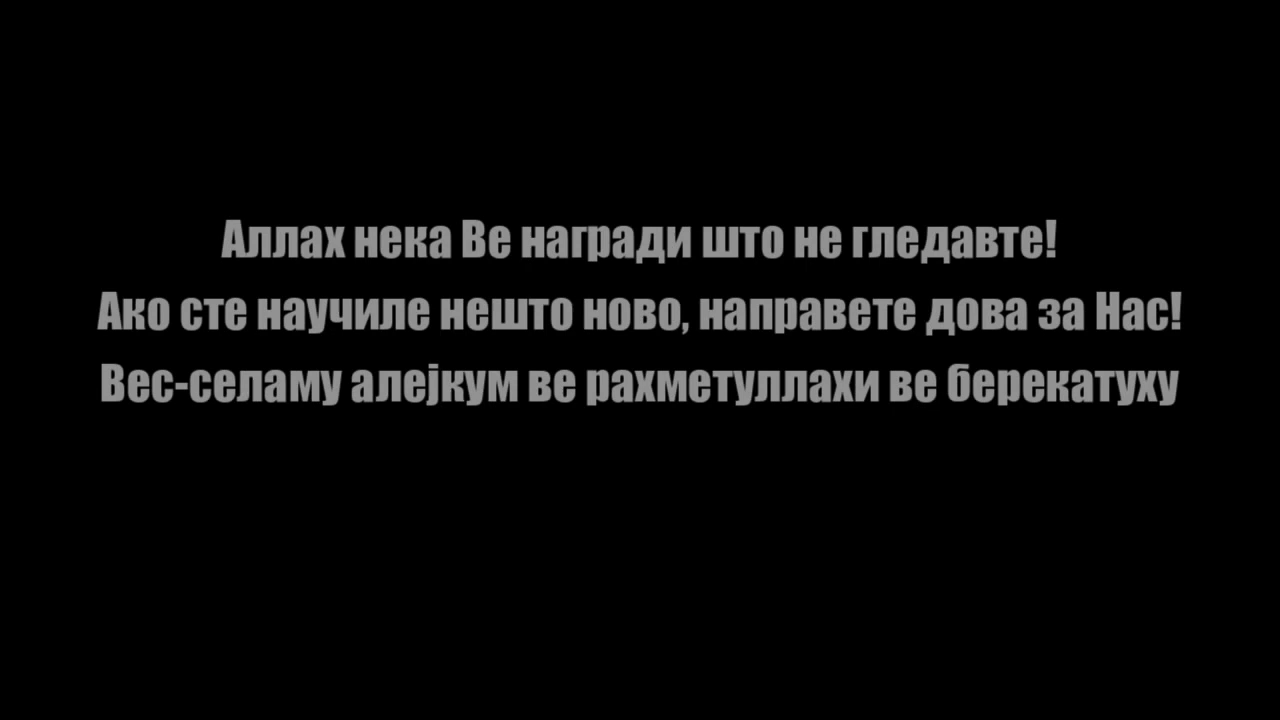 Аллах нека Ве награди што не гледавте!
Ако сте научиле нешто ново, направете дова за Нас!
Вес-селаму алејкум ве рахметуллахи ве берекатуху